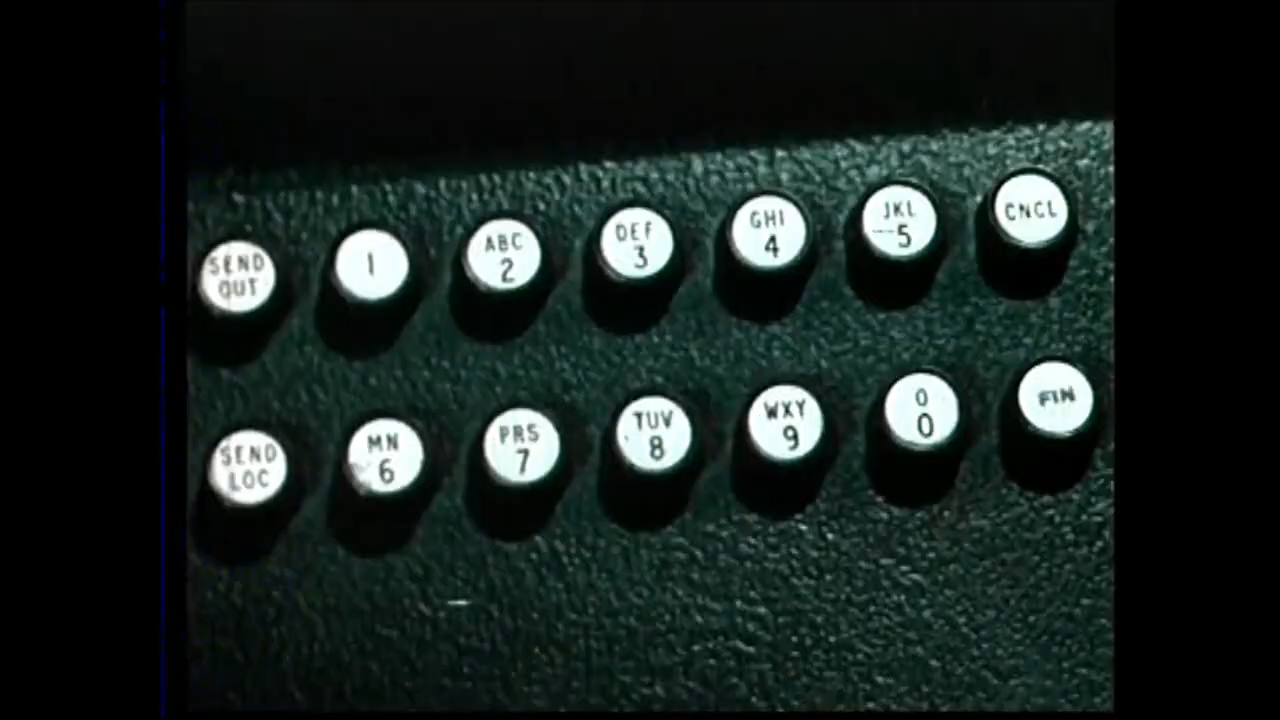 SEND
OUT
1
ABC
2
DEF
3
GHI
4
JKL
5
CNCL
SEND
LOC
MN
6
PRS
7
TUV
8
WXY
9
O
0
FIN